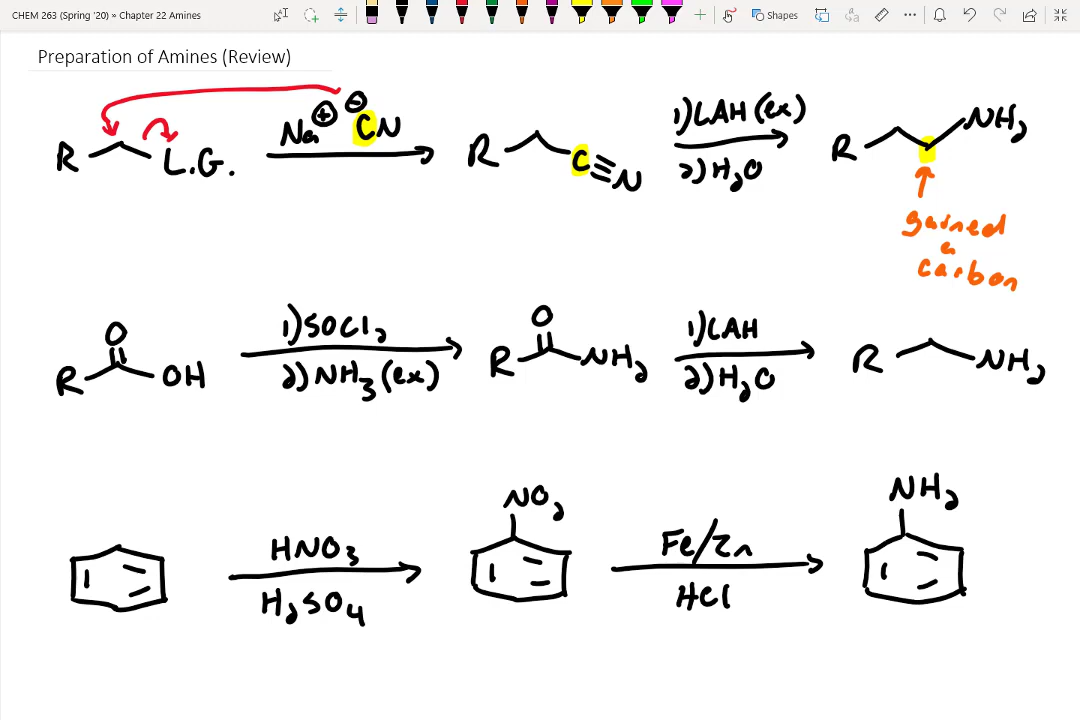 CHEM 263 (Spring '20) » Chapter 22 Amines
Shapes
Preparation of Amines (Review)
R L.G.
Na⊕ ⊖CN
R C≡N
1)LAH (ex)
2)H2O
R NH2
gained
a
carbon
O
R OH
1)SOCl2
2)NH3 (ex)
O
R NH2
1)LAH
2)H2O
R NH2
HNO3
H2SO4
NO2
Fe/Zn
HCl
NH2